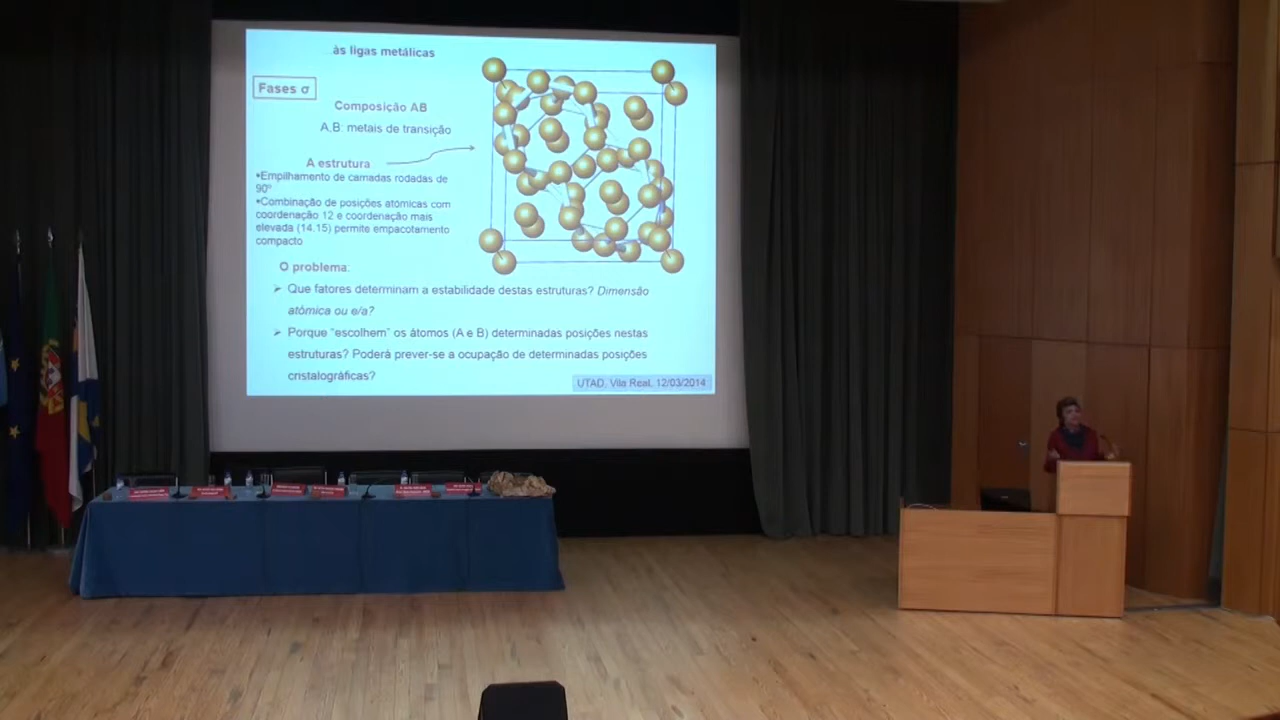 às ligas metálicas
Fases σ
Composição AB
A,B: metais de transição
A estrutura
•Empilhamento de camadas rodadas de
90º
•Combinação de posições atómicas com
coordenação 12 e coordenação mais
elevada (14,15) permite empacotamento
compacto
O problema:
➢ Que fatores determinam a estabilidade destas estruturas? Dimensão
atómica ou e/a?
➢ Porque "escolhem" os átomos (A e B) determinadas posições nestas
estruturas? Poderá prever-se a ocupação de determinadas posições
cristalográficas?
UTAD, Vila Real, 12/03/2014